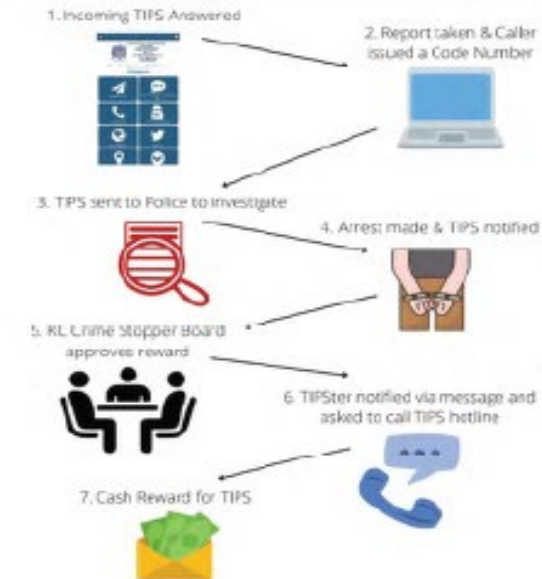 1. Incoming TIPS Answered
2. Report taken & Caller
issued a Code Number
3. TIPS sent to Police to Investigate
4. Arrest made & TIPS notified
5. KC Crime Stopper Board
approves reward
6. TIPSter notified via message and
asked to call TIPS hotline
7. Cash Reward for TIPS